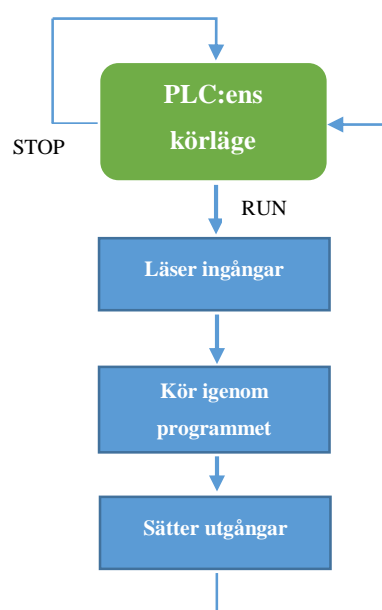 PLC:ens
körläge
STOP
RUN
Läser ingångar
Kör igenom
programmet
Sätter utgångar